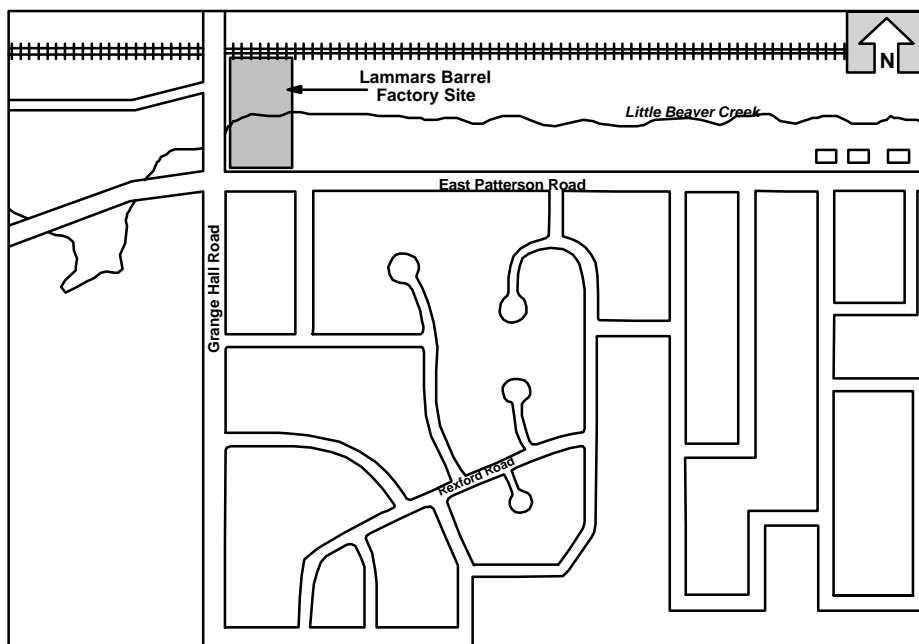 N
Lammars Barrel
Factory Site
Little Beaver Creek
East Patterson Road
Grange Hall Road
Rexford Road